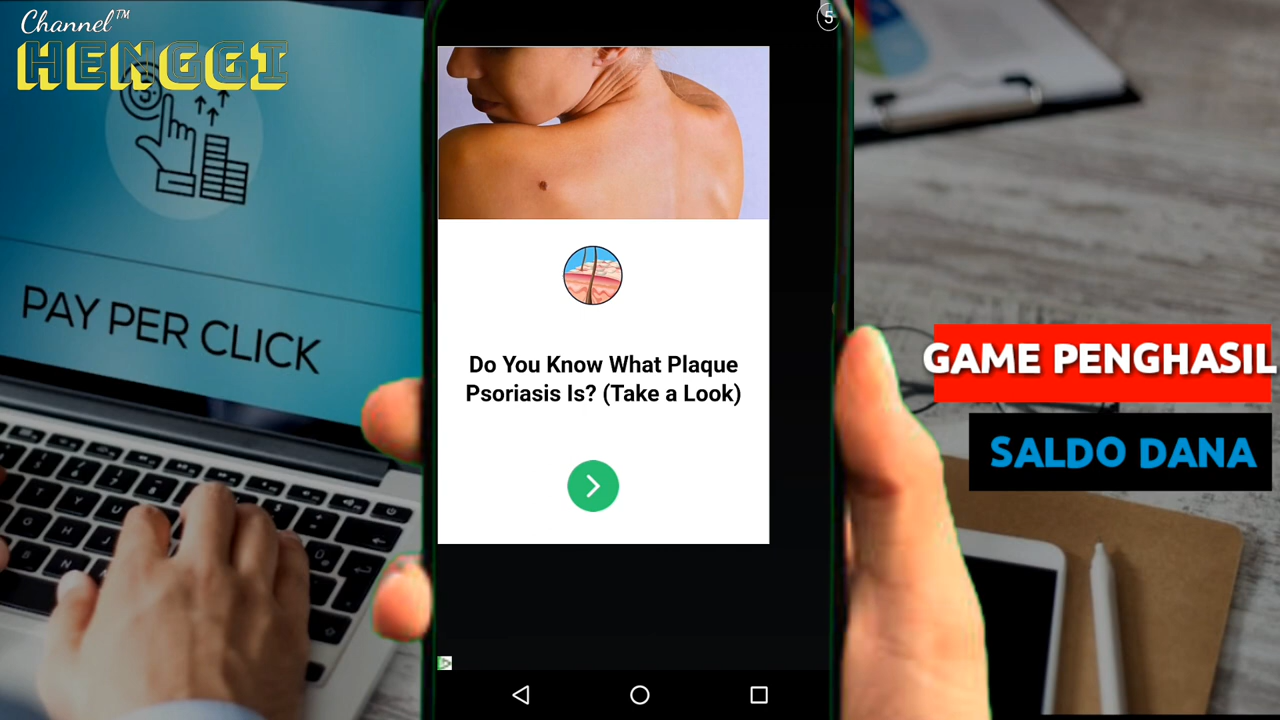 Channel™
HENGGI
PAY PER CLICK
5
Do You Know What Plaque
Psoriasis Is? (Take a Look)
GAME PENGHASIL
SALDO DANA